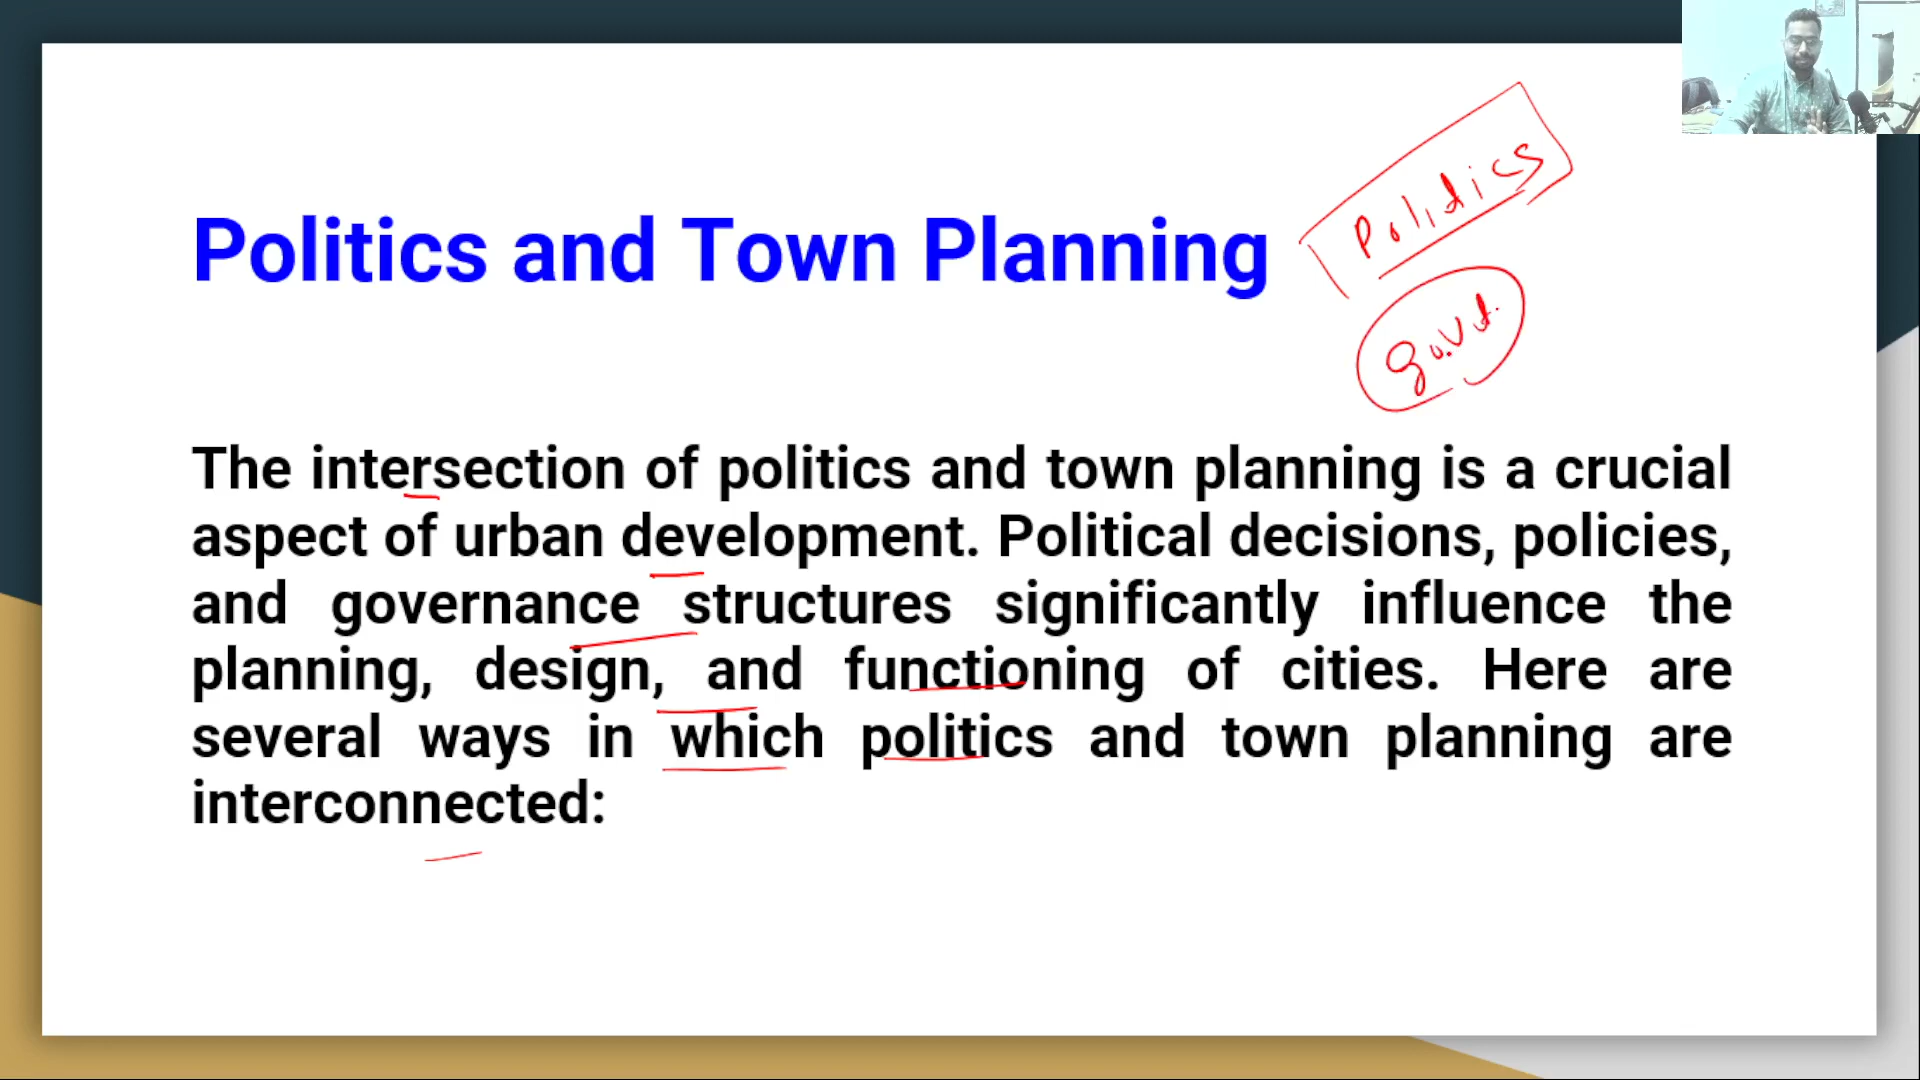 Politics and Town Planning
Politics
govt.
The intersection of politics and town planning is a crucial
aspect of urban development. Political decisions, policies,
and governance structures significantly influence the
planning, design, and functioning of cities. Here are
several ways in which politics and town planning are
interconnected: